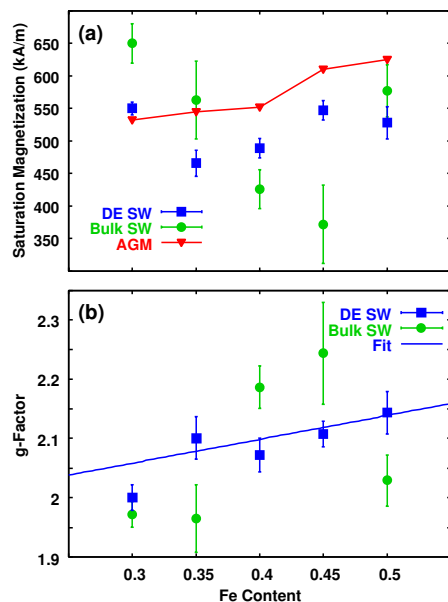 (a)
Saturation Magnetization (kA/m)
650
600
550
500
450
400
350
DE SW
Bulk SW
AGM
(b)
g-Factor
2.3
2.2
2.1
2
1.9
DE SW
Bulk SW
Fit
0.3 0.35 0.4 0.45 0.5
Fe Content